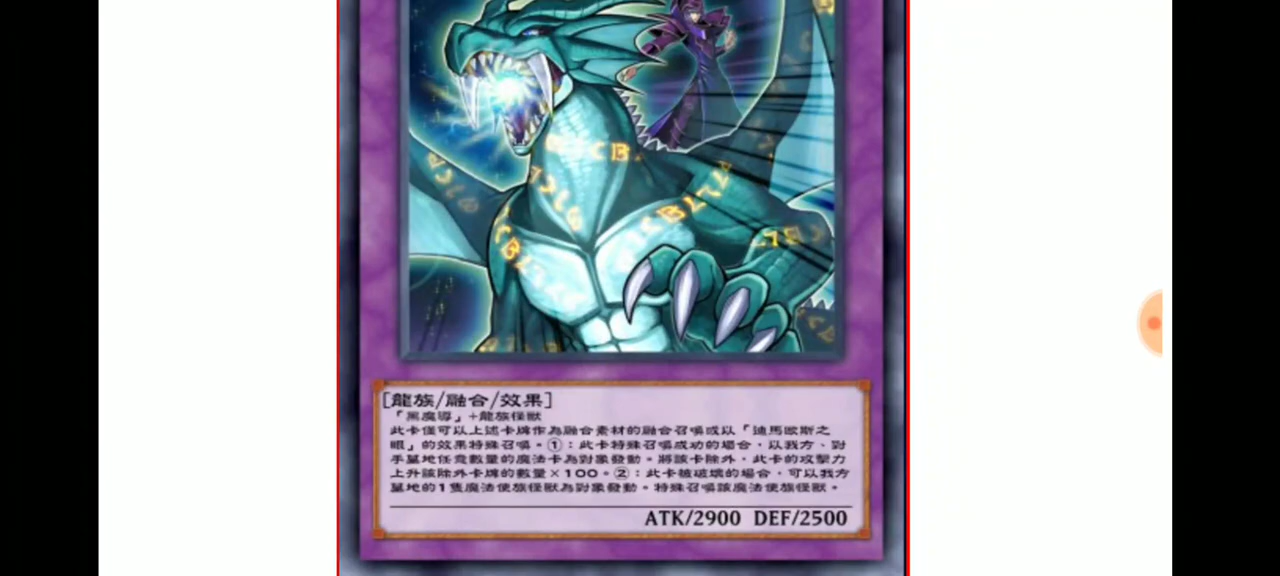 [龍族/融合/效果]
「黑魔導」+龍族怪獸
此卡僅可以上述卡牌作為融合素材的融合召喚或以「迪馬歐斯之
眼」的效果特殊召喚。①：此卡特殊召喚成功的場合，以我方、對
手墓地任意數量的魔法卡為對象發動。將該卡除外，此卡的攻擊力
上升該除外卡牌的數量×100。②：此卡被破壞的場合，可以我方
墓地的1隻魔法使族怪獸為對象發動。特殊召喚該魔法使族怪獸。
ATK/2900 DEF/2500